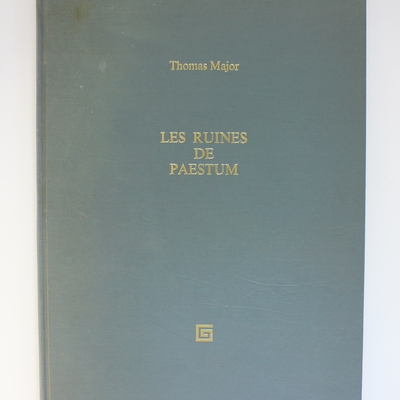 Thomas Major
LES RUINES
DE
PAESTUM
G